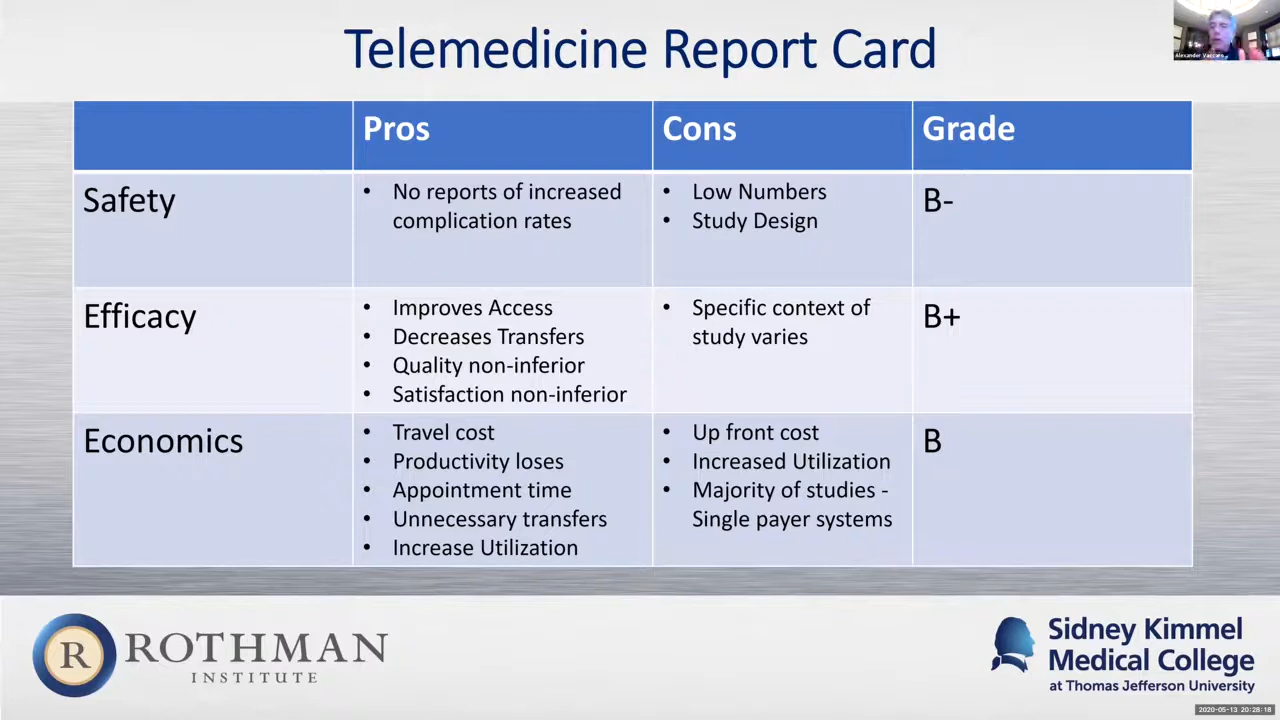 Telemedicine Report Card
Alexander Vaccaro
Pros
Cons
Grade
Safety
• No reports of increased
complication rates
• Low Numbers
• Study Design
B-
Efficacy
• Improves Access
• Decreases Transfers
• Quality non-inferior
• Satisfaction non-inferior
• Specific context of
study varies
B+
Economics
• Travel cost
• Productivity loses
• Appointment time
• Unnecessary transfers
• Increase Utilization
• Up front cost
• Increased Utilization
• Majority of studies -
Single payer systems
B
R
ROTHMAN
INSTITUTE
Sidney Kimmel
Medical College
at Thomas Jefferson University
2020-05-13 20:28:18